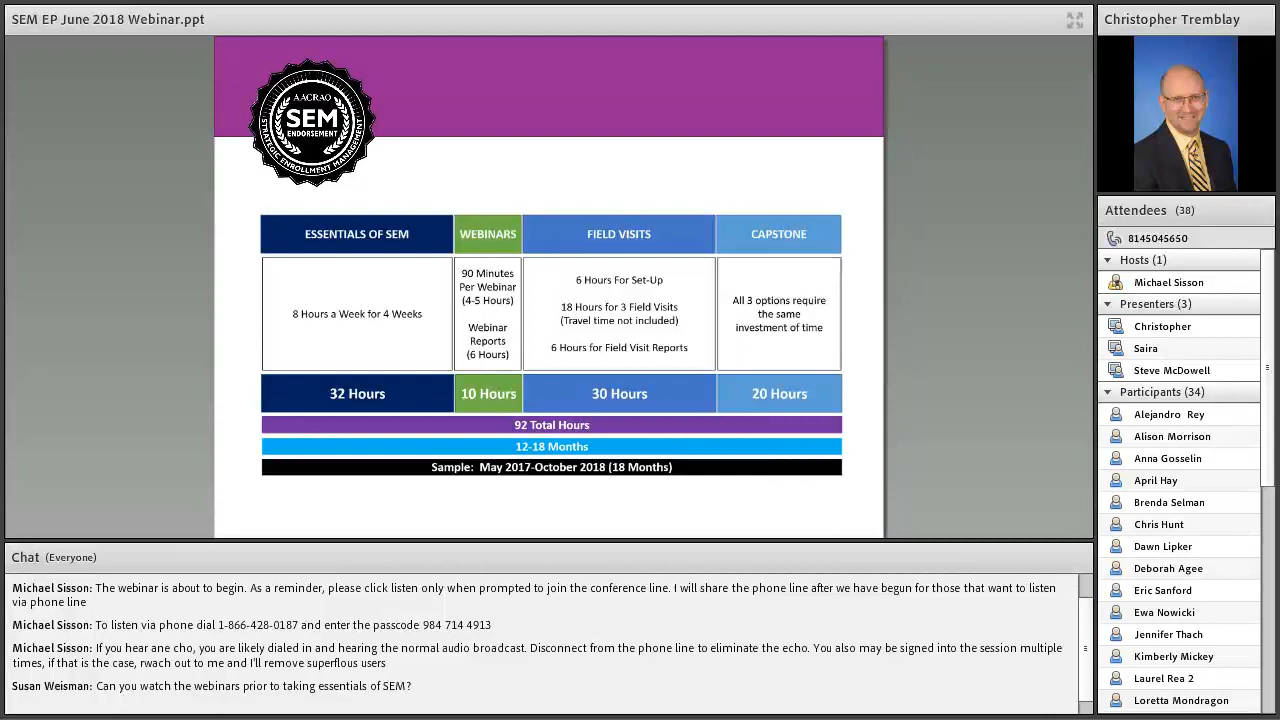 SEM EP June 2018 Webinar.ppt
AACRAO
SEM
ENDORSEMENT
STRATEGIC ENROLLMENT MANAGEMENT
ESSENTIALS OF SEM
WEBINARS
FIELD VISITS
CAPSTONE
8 Hours a Week for 4 Weeks
90 Minutes
Per Webinar
(4-5 Hours)
Webinar
Reports
(6 Hours)
6 Hours For Set-Up
18 Hours for 3 Field Visits
(Travel time not included)
6 Hours for Field Visit Reports
All 3 options require
the same
investment of time
32 Hours
10 Hours
30 Hours
20 Hours
92 Total Hours
12-18 Months
Sample: May 2017-October 2018 (18 Months)
Chat (Everyone)
Michael Sisson: The webinar is about to begin. As a reminder, please click listen only when prompted to join the conference line. I will share the phone line after we have begun for those that want to listen
via phone line
Michael Sisson: To listen via phone dial 1-866-428-0187 and enter the passcode 984 714 4913
Michael Sisson: If you hear ane cho, you are likely dialed in and hearing the normal audio broadcast. Disconnect from the phone line to eliminate the echo. You also may be signed into the session multiple
times, if that is the case, rwach out to me and I'll remove superflous users
Susan Weisman: Can you watch the webinars prior to taking essentials of SEM?
Christopher Tremblay
Attendees (38)
8145045650
Hosts (1)
Michael Sisson
Presenters (3)
Christopher
Saira
Steve McDowell
Participants (34)
Alejandro Rey
Alison Morrison
Anna Gosselin
April Hay
Brenda Selman
Chris Hunt
Dawn Lipker
Deborah Agee
Eric Sanford
Ewa Nowicki
Jennifer Thach
Kimberly Mickey
Laurel Rea 2
Loretta Mondragon